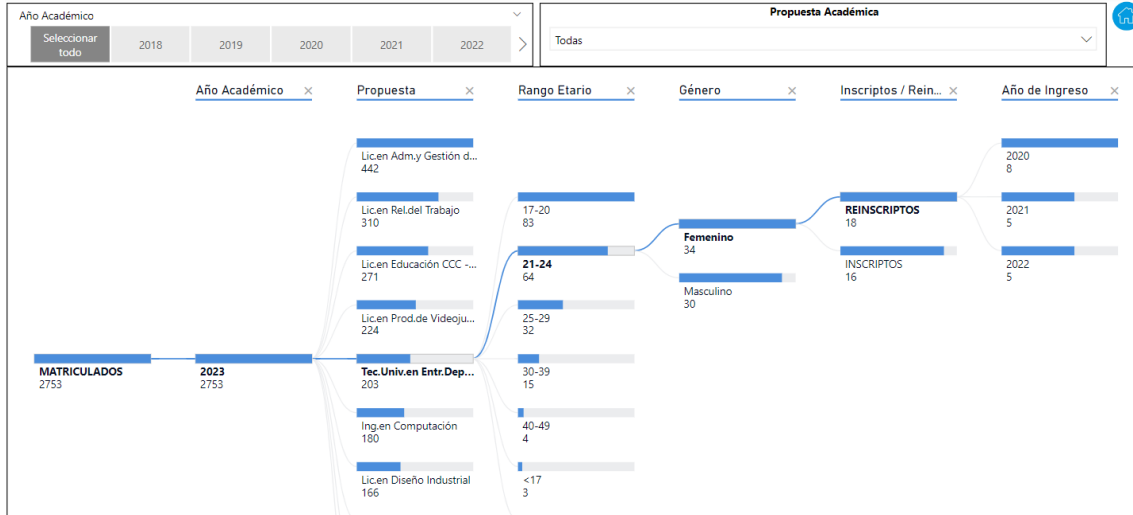 Año Académico
Seleccionar todo
2018
2019
2020
2021
2022
Propuesta Académica
Todas
Año Académico
Propuesta
Rango Etario
Género
Inscriptos / Rein...
Año de Ingreso
MATRICULADOS
2753
2023
2753
Lic.en Adm.y Gestión d...
442
Lic.en Rel.del Trabajo
310
Lic.en Educación CCC -...
271
Lic.en Prod.de Videoju...
224
Tec.Univ.en Entr.Dep...
203
Ing.en Computación
180
Lic.en Diseño Industrial
166
17-20
83
21-24
64
25-29
32
30-39
15
40-49
4
<17
3
Femenino
34
Masculino
30
REINSCRIPTOS
18
INSCRIPTOS
16
2020
8
2021
5
2022
5